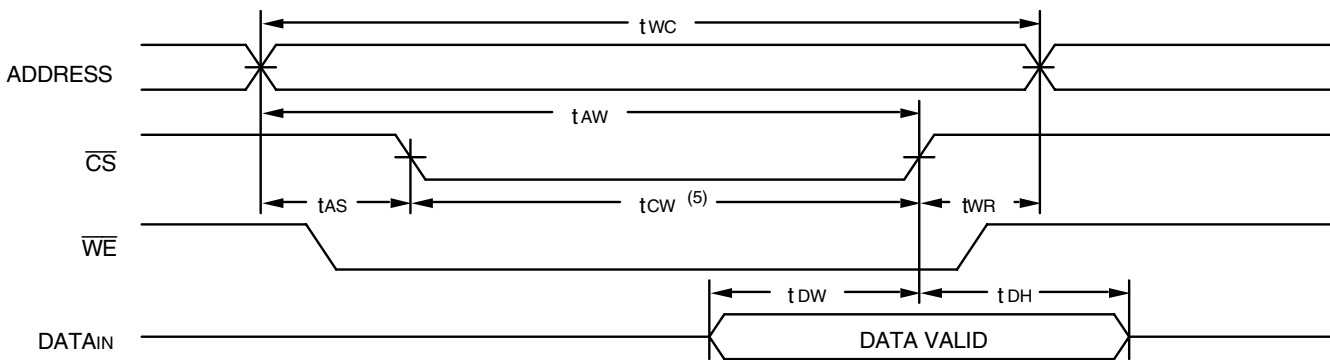 tWC
ADDRESS
tAW
CS
tAS
tCW (5)
tWR
WE
tDW
tDH
DATAIN
DATA VALID